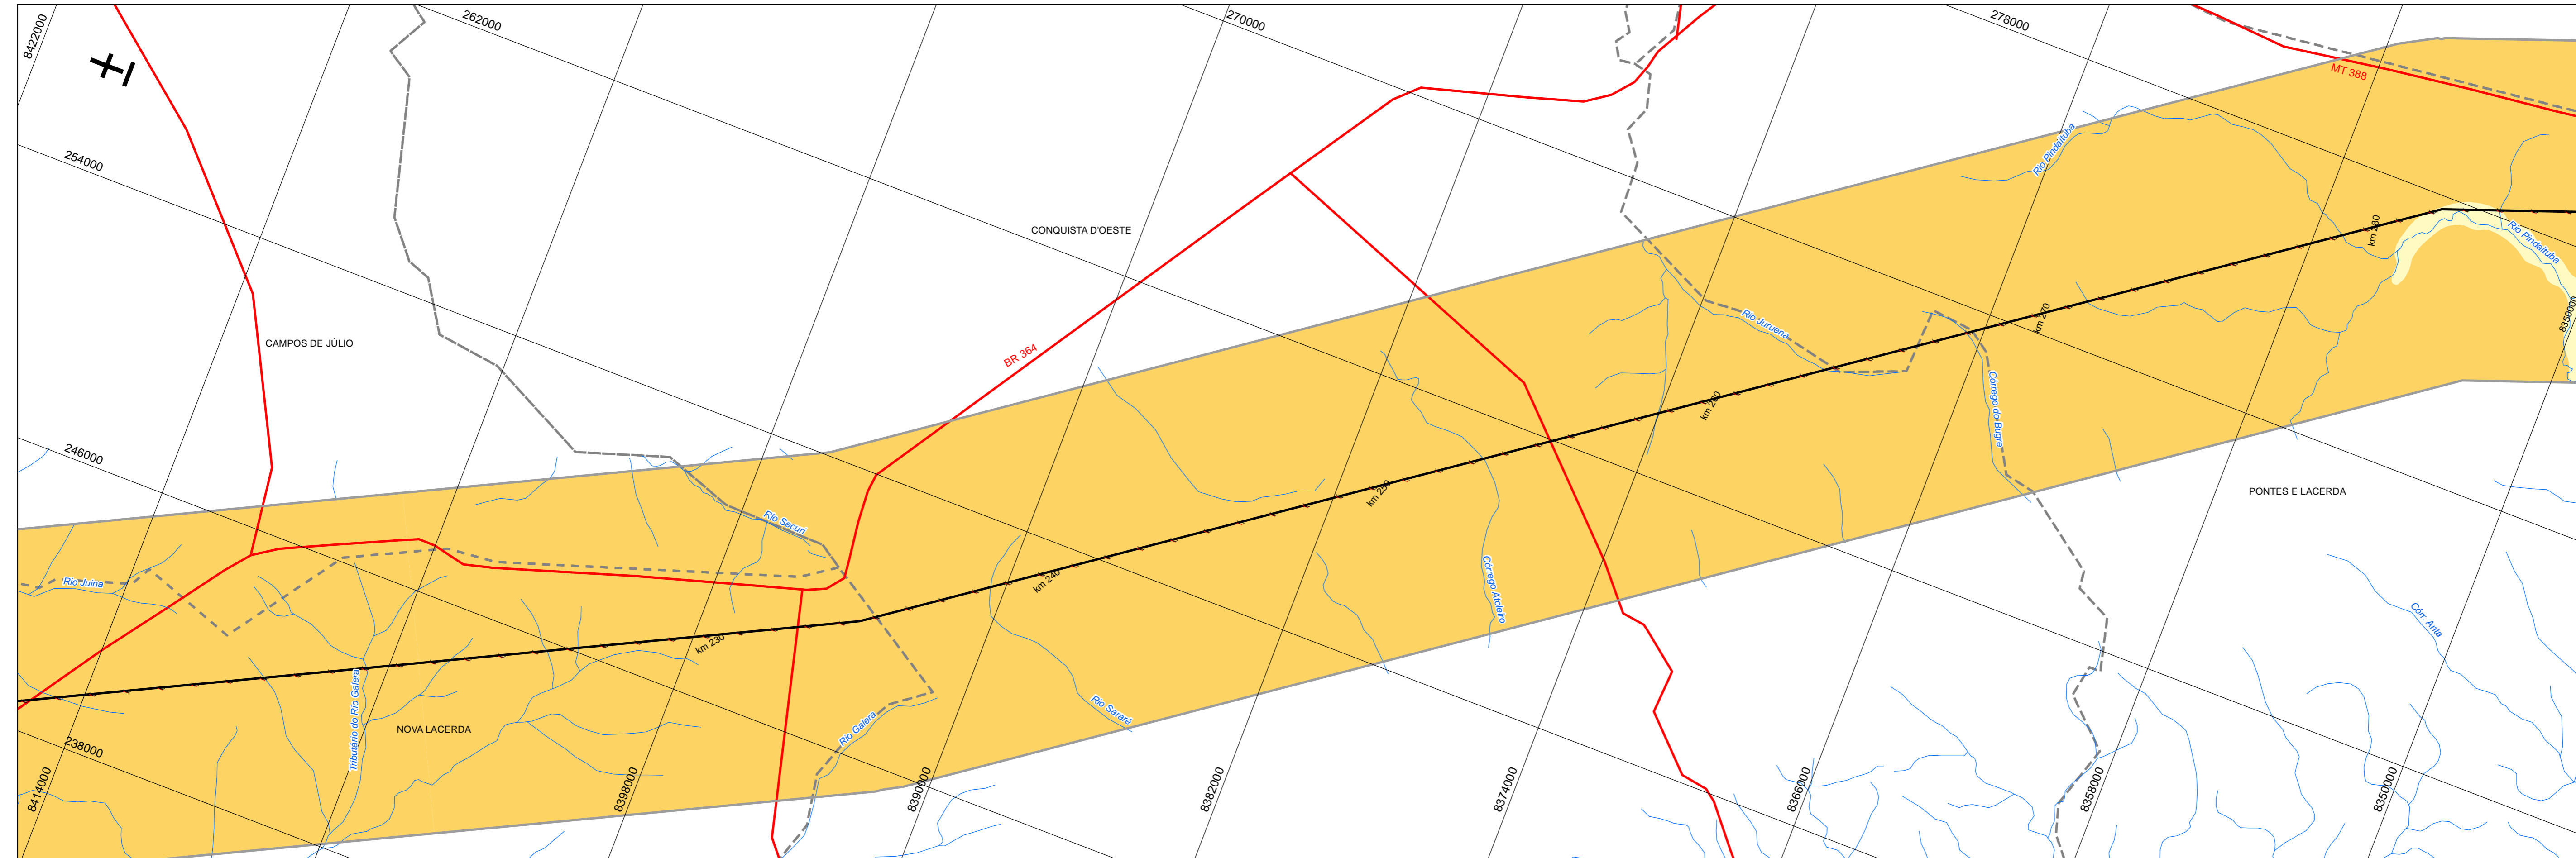 8422000
262000
270000
278000
MT 388
254000
Rio Pindaituba
CONQUISTA D'OESTE
km 280
Rio Pindaituba
CAMPOS DE JÚLIO
BR 364
Rio Juruena
km 270
8350000
246000
km 260
Córrego do Bugre
km 250
PONTES E LACERDA
Rio Securi
Rio Juina
km 240
Córrego Atoleiro
Córr. Anta
km 230
Tributário do Rio Galera
NOVA LACERDA
Rio Galera
Rio Sararé
238000
8414000
8398000
8390000
8382000
8374000
8366000
8358000
8350000